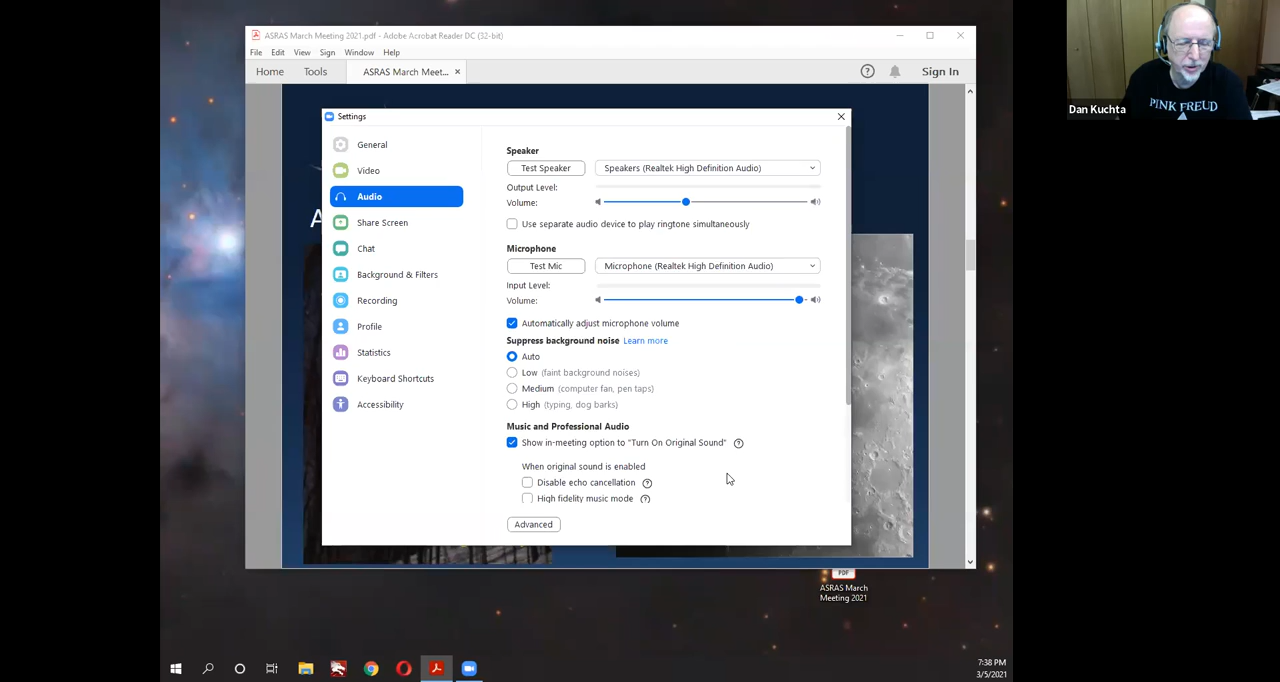 ASRAS March Meeting 2021.pdf - Adobe Acrobat Reader DC (32-bit)
File Edit View Sign Window Help
Home Tools ASRAS March Meet... × Sign In
Settings
General
Video
Audio
Share Screen
Chat
Background & Filters
Recording
Profile
Statistics
Keyboard Shortcuts
Accessibility
Speaker
Test Speaker Speakers (Realtek High Definition Audio)
Output Level:
Volume:
Use separate audio device to play ringtone simultaneously
Microphone
Test Mic Microphone (Realtek High Definition Audio)
Input Level:
Volume:
Automatically adjust microphone volume
Suppress background noise Learn more
Auto
Low (faint background noises)
Medium (computer fan, pen taps)
High (typing, dog barks)
Music and Professional Audio
Show in-meeting option to "Turn On Original Sound" ?
When original sound is enabled
Disable echo cancellation ?
High fidelity music mode ?
Advanced
A
PDF
ASRAS March
Meeting 2021
7:38 PM
3/5/2021
Dan Kuchta
PINK FREUD